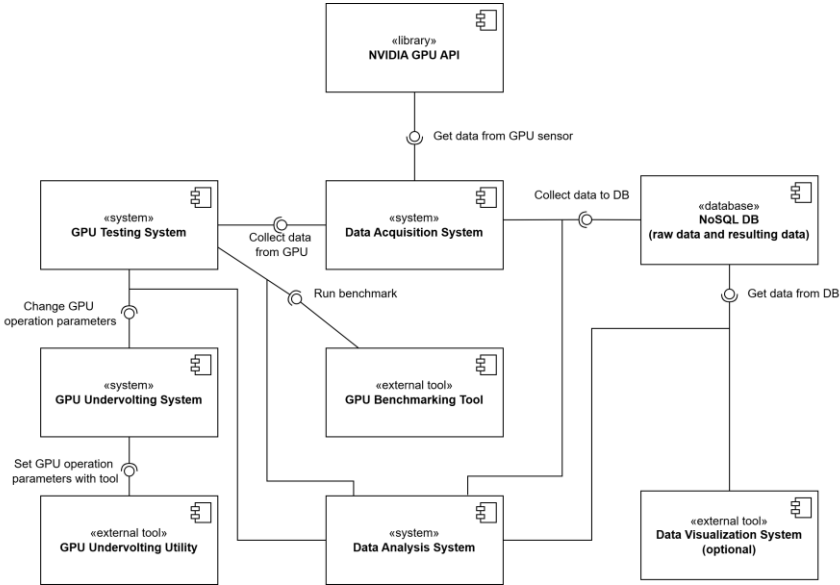 «library»
NVIDIA GPU API
Get data from GPU sensor
«system»
GPU Testing System
Collect data
from GPU
«system»
Data Acquisition System
Collect data to DB
«database»
NoSQL DB
(raw data and resulting data)
Change GPU
operation parameters
Run benchmark
Get data from DB
«system»
GPU Undervolting System
«external tool»
GPU Benchmarking Tool
Set GPU operation
parameters with tool
«external tool»
GPU Undervolting Utility
«system»
Data Analysis System
«external tool»
Data Visualization System
(optional)